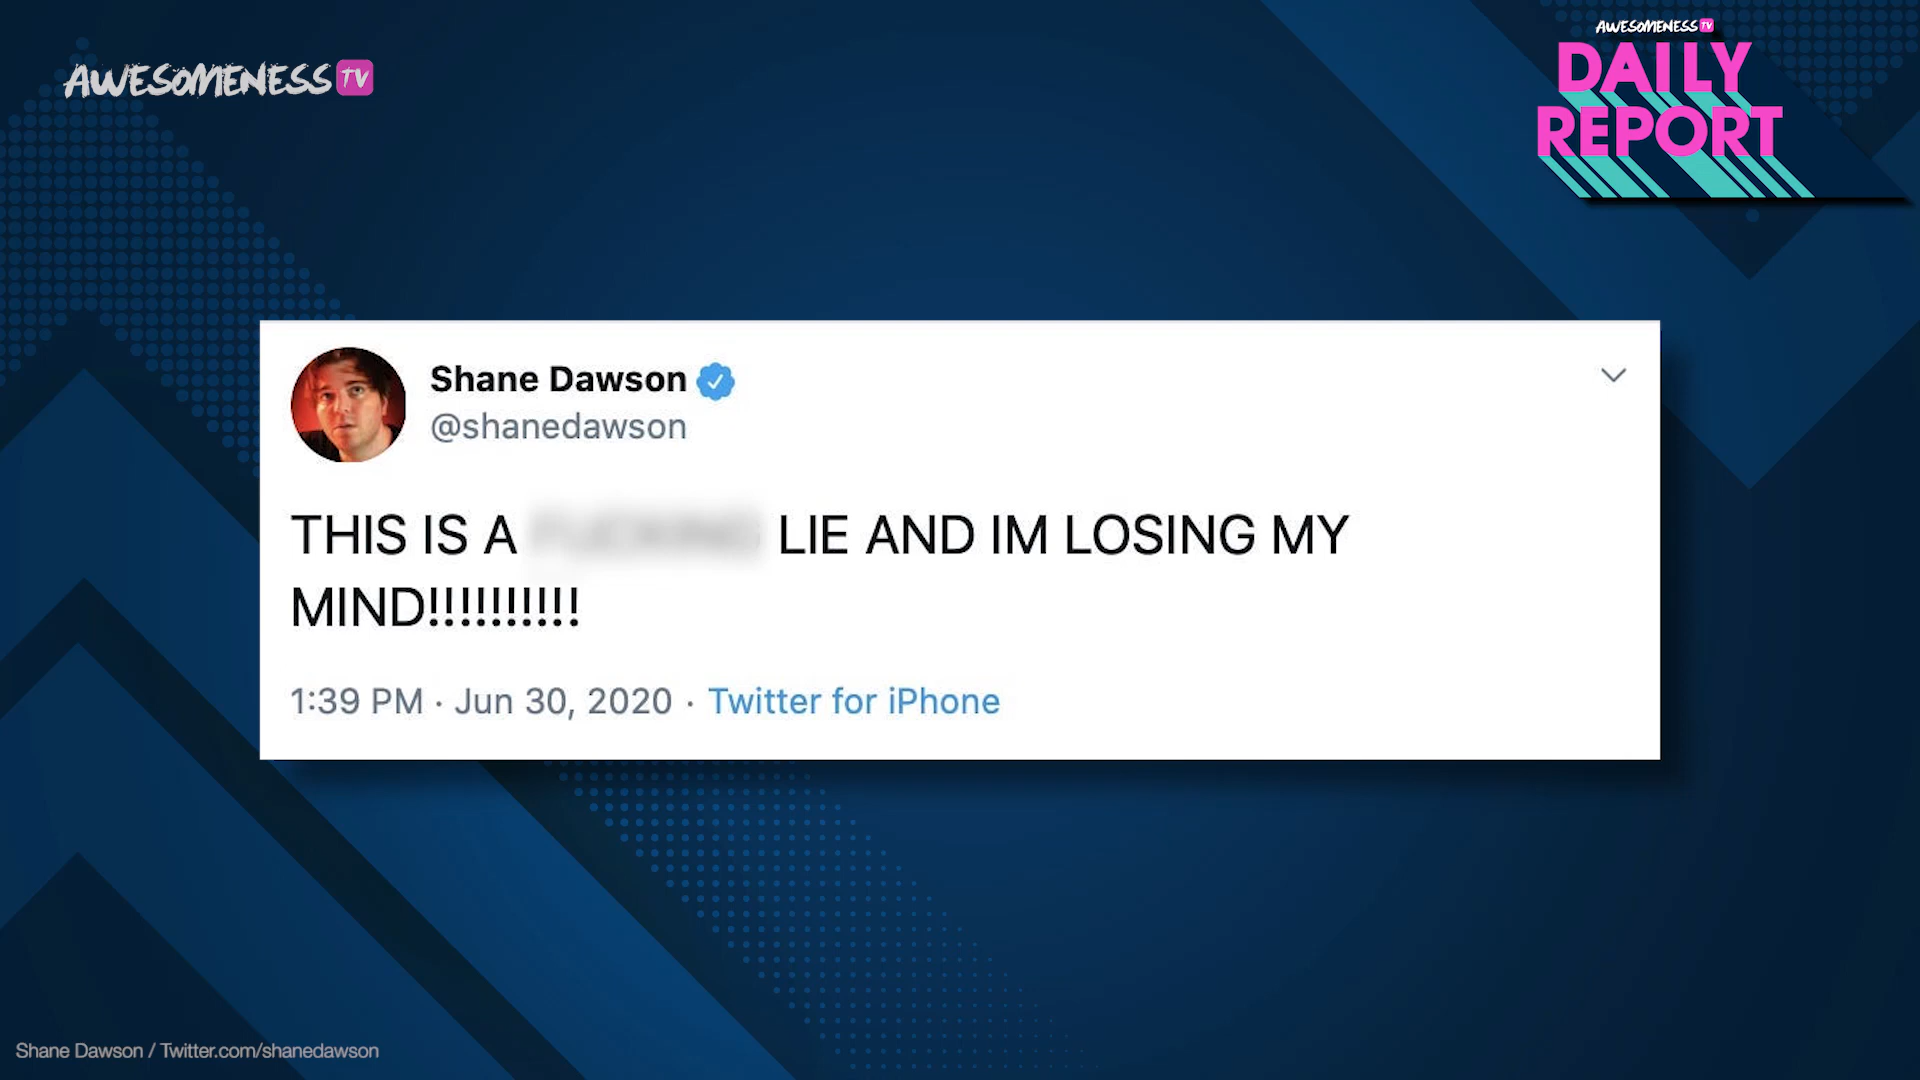 AWESOMENESS TV
AWESOMENESS TV
DAILY
REPORT
Shane Dawson
@shanedawson
THIS IS A LIE AND IM LOSING MY
MIND!!!!!!!!!!
1:39 PM · Jun 30, 2020 · Twitter for iPhone
Shane Dawson / Twitter.com/shanedawson